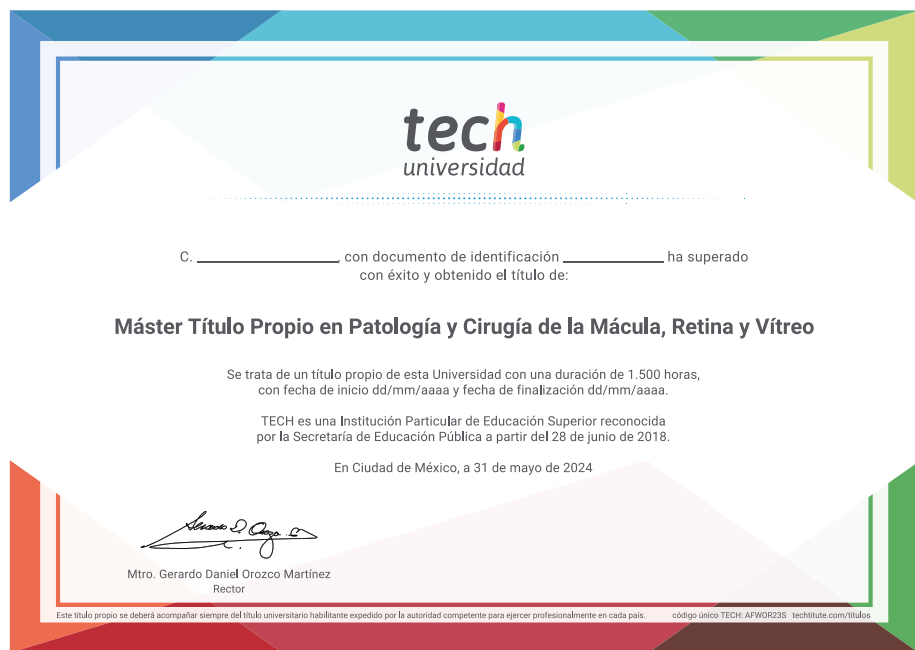 tech
universidad
C. ____________, con documento de identificación ____________ ha superado
con éxito y obtenido el título de:
Máster Título Propio en Patología y Cirugía de la Mácula, Retina y Vítreo
Se trata de un título propio de esta Universidad con una duración de 1.500 horas,
con fecha de inicio dd/mm/aaaa y fecha de finalización dd/mm/aaaa.
TECH es una Institución Particular de Educación Superior reconocida
por la Secretaría de Educación Pública a partir del 28 de junio de 2018.
En Ciudad de México, a 31 de mayo de 2024
Mtro. Gerardo Daniel Orozco Martínez
Rector
Este título propio se deberá acompañar siempre del título universitario habilitante expedido por la autoridad competente para ejercer profesionalmente en cada país. código único TECH: AFWOR23S techtitute.com/titulos